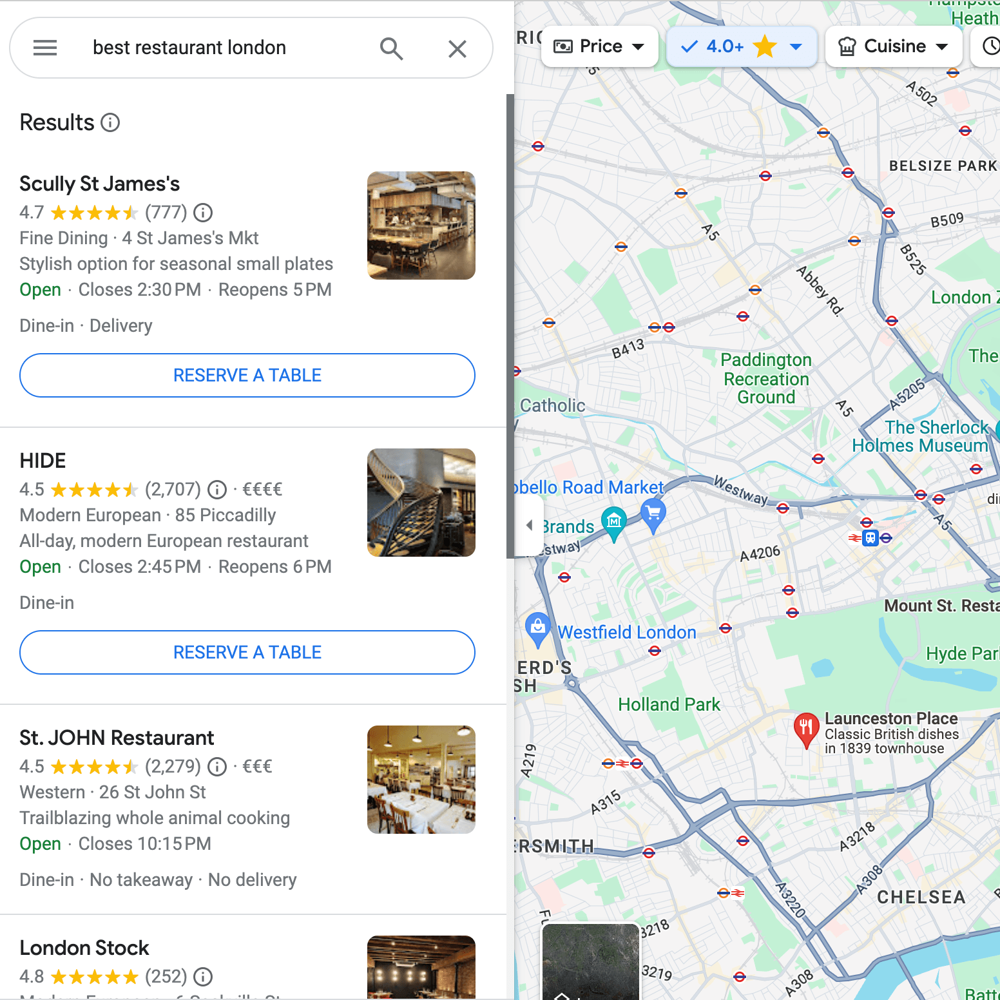 best restaurant london
Results
Scully St James's
4.7 (777)
Fine Dining · 4 St James's Mkt
Stylish option for seasonal small plates
Open · Closes 2:30 PM · Reopens 5 PM
Dine-in · Delivery
RESERVE A TABLE
HIDE
4.5 (2,707) · €€€€
Modern European · 85 Piccadilly
All-day, modern European restaurant
Open · Closes 2:45 PM · Reopens 6 PM
Dine-in
RESERVE A TABLE
St. JOHN Restaurant
4.5 (2,279) · €€€
Western · 26 St John St
Trailblazing whole animal cooking
Open · Closes 10:15 PM
Dine-in · No takeaway · No delivery
London Stock
4.8 (252)
Price
4.0+
Cuisine
Heath
A502
BELSIZE PARK
B509
A5
B525
Abbey Rd.
London
B413
Paddington
Recreation
Ground
The
A5205
A5
Catholic
The Sherlock
Holmes Museum
obello Road Market
Westway
Brands
estway
A5
A4206
Mount St. Resta
Westfield London
Hyde Par
ERD'S
SH
Holland Park
Launceston Place
Classic British dishes
in 1839 townhouse
A219
A315
A3218
ERSMITH
A308
A3220
CHELSEA
3218
3219
A308
Batte